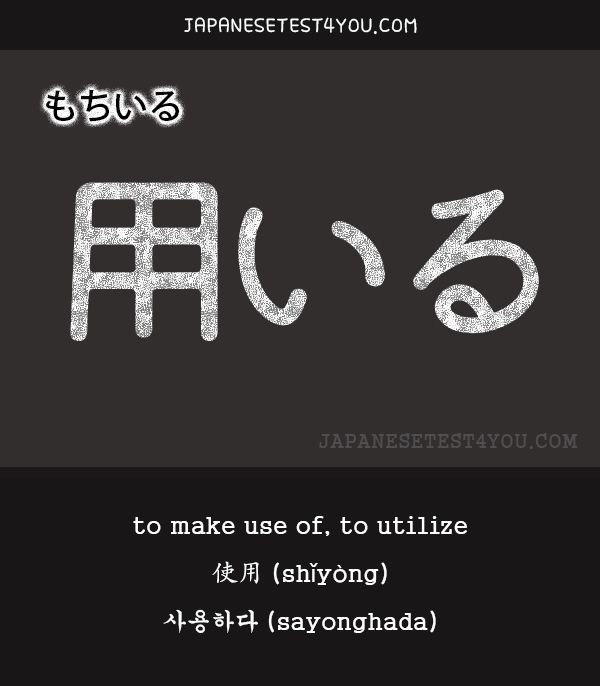 JAPANESETEST4YOU.COM
もちいる
用いる
JAPANESETEST4YOU.COM
to make use of, to utilize
使用 (shǐyòng)
사용하다 (sayonghada)